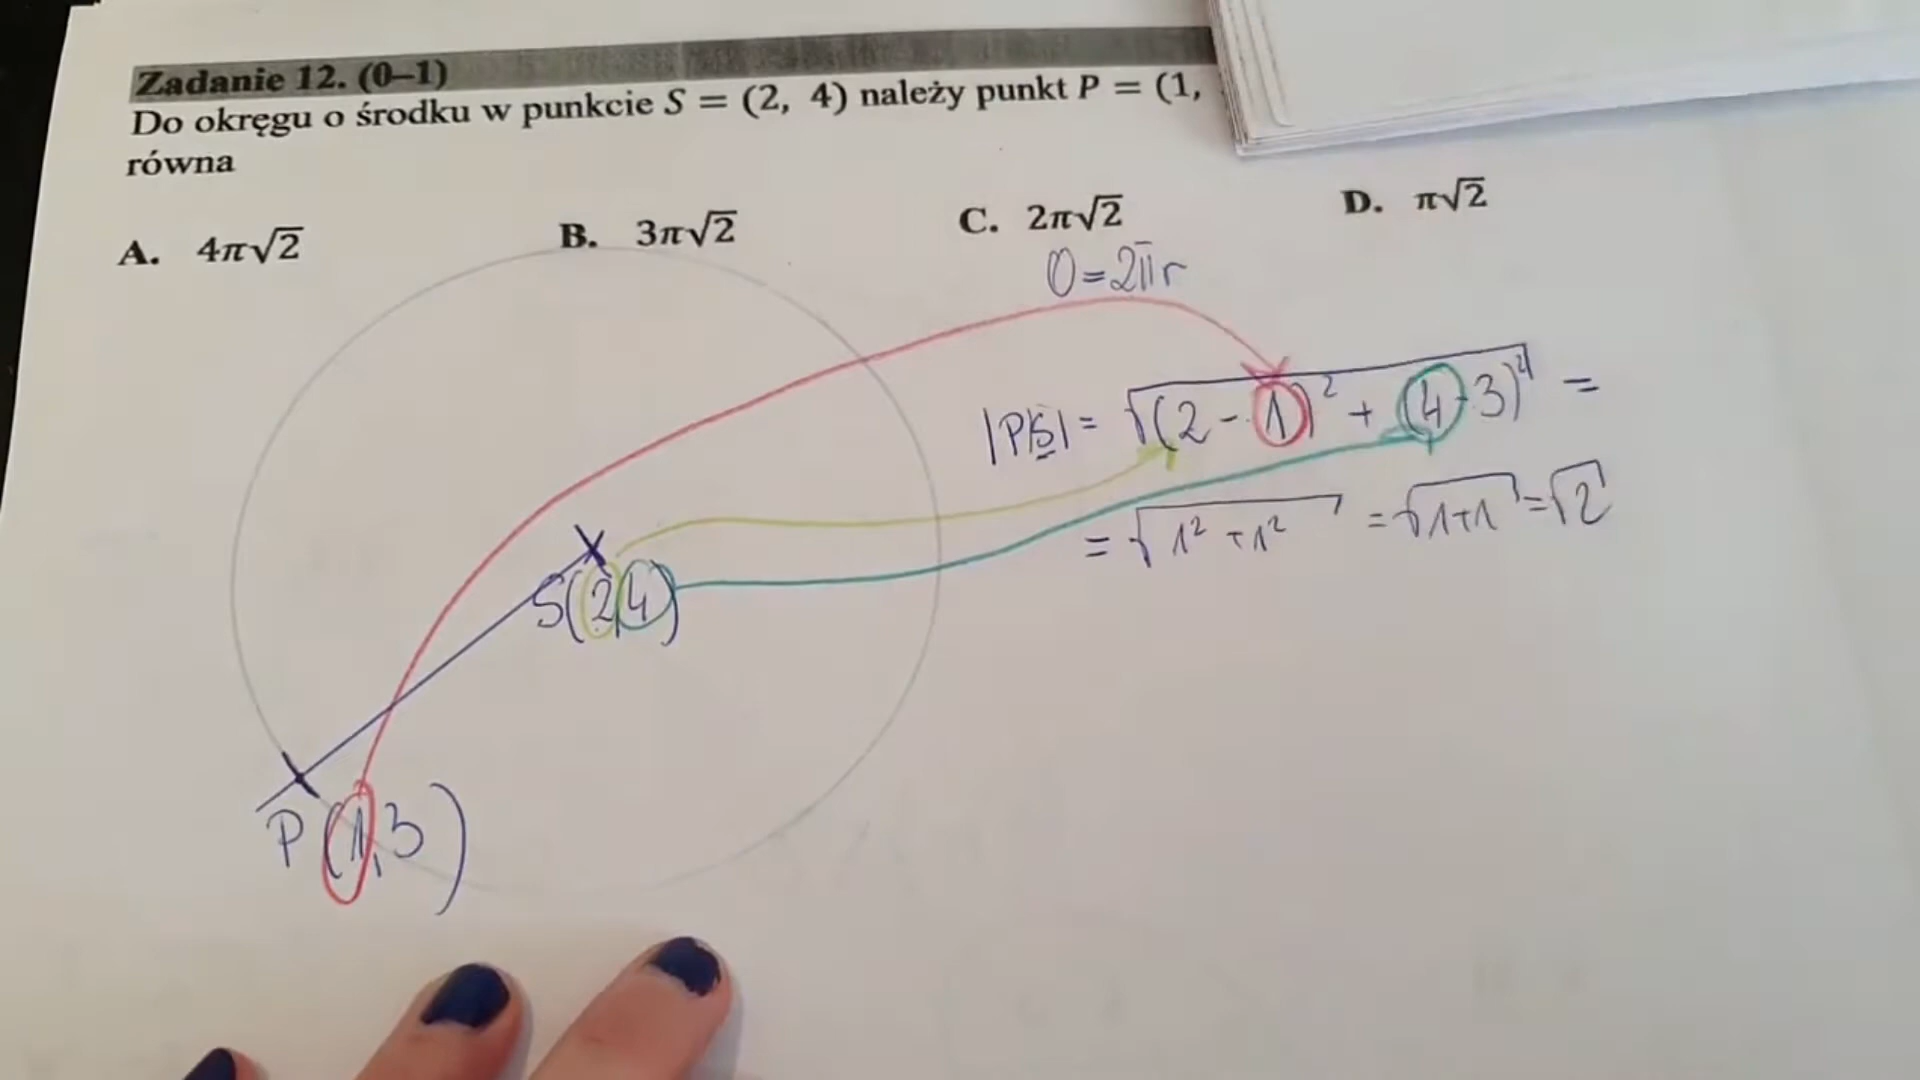 Zadanie 12. (0–1)
Do okręgu o środku w punkcie S = (2, 4) należy punkt P = (1,
równa
A. 4π√2 B. 3π√2 C. 2π√2 D. π√2
O=2πr
|PS| = √(2 - 1)² + (4-3)² =
= √1² + 1² = √1+1 = √2
S(2,4)
P(1,3)